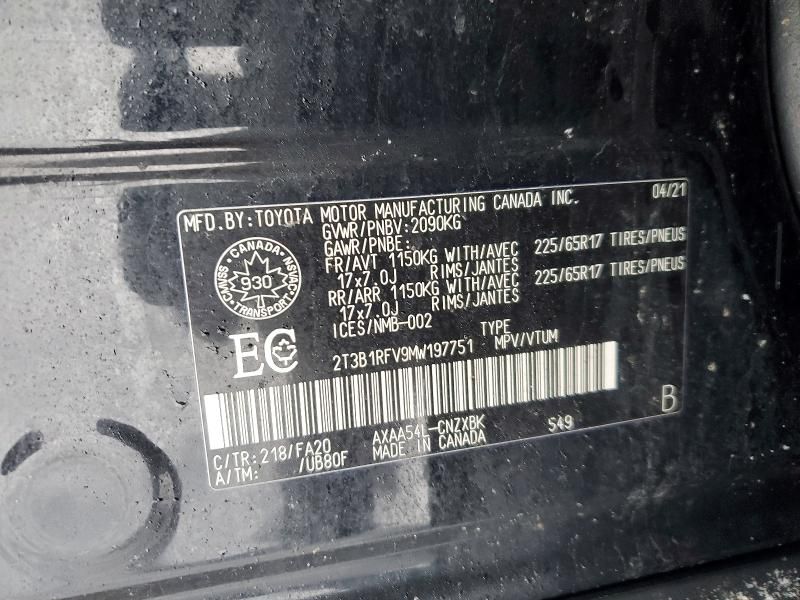 MFD.BY:TOYOTA MOTOR MANUFACTURING CANADA INC. 04/21
GVWR/PNBV:2090KG
GAWR/PNBE:
FR/AVT 1150KG WITH/AVEC 225/65R17 TIRES/PNEUS
17x7.0J RIMS/JANTES
RR/ARR 1150KG WITH/AVEC 225/65R17 TIRES/PNEUS
17x7.0J RIMS/JANTES
ICES/NMB-002 TYPE
2T3B1RFV9MW197751 MPV/VTUM
CANADA
CMVSS 930 NSVAC
TRANSPORT
EC
B
C/TR:218/FA20 AXAA54L-CNZXBK 549
A/TM: /UB80F MADE IN CANADA